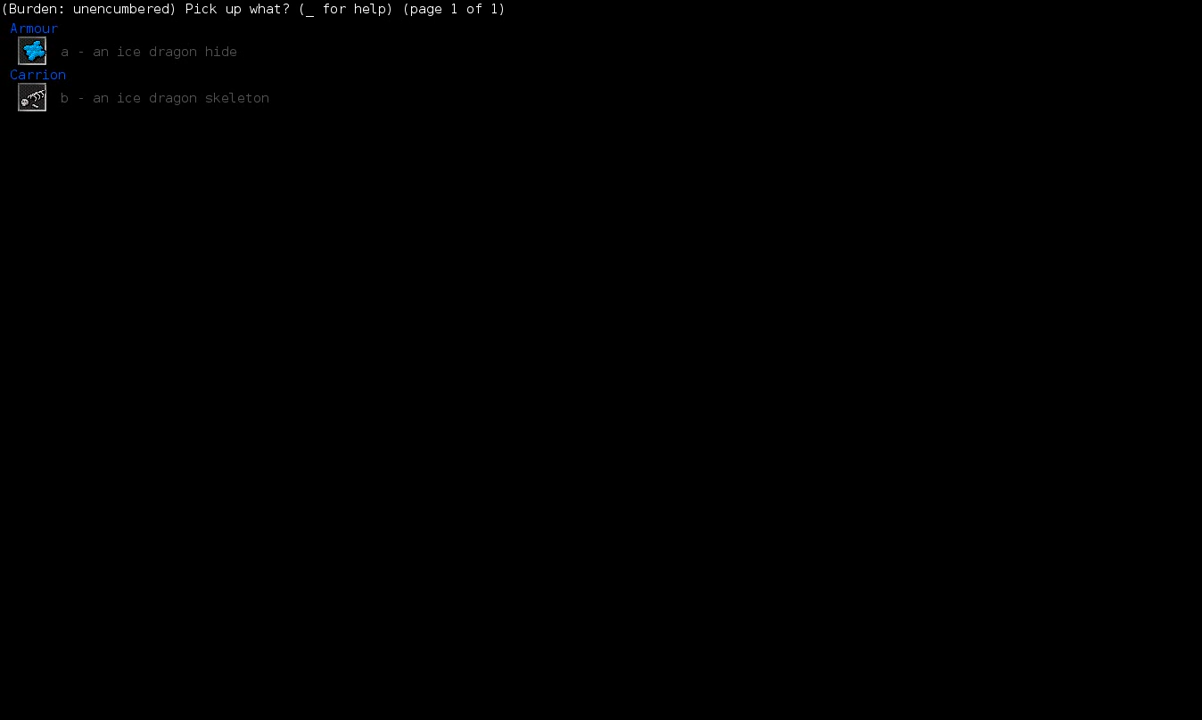 (Burden: unencumbered) Pick up what? (_ for help) (page 1 of 1)
Armour
a - an ice dragon hide
Carrion
b - an ice dragon skeleton